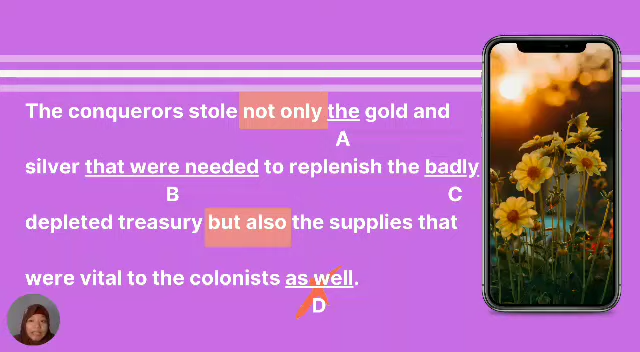 The conquerors stole not only the gold and
A
silver that were needed to replenish the badly
B C
depleted treasury but also the supplies that
were vital to the colonists as well.
D